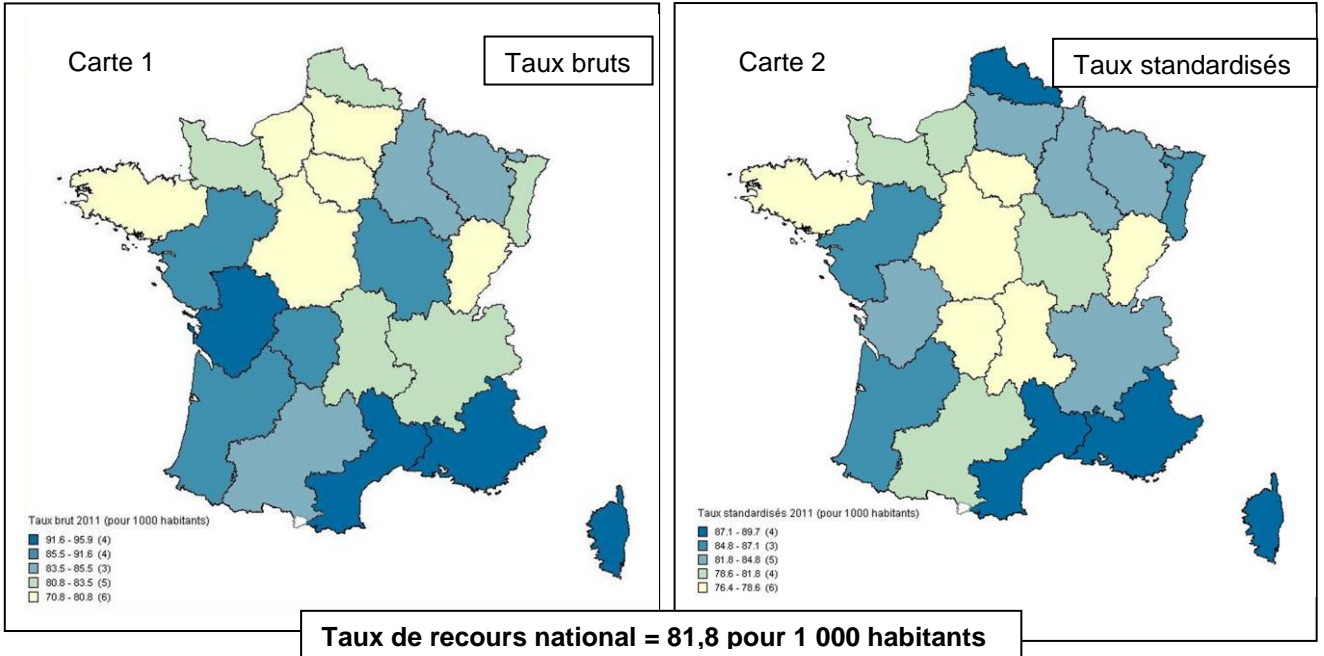 Carte 1
Taux bruts
Taux brut 2011 (pour 1000 habitants)
91.6 - 95.9 (4)
85.5 - 91.6 (4)
83.5 - 85.5 (3)
80.8 - 83.5 (5)
70.8 - 80.8 (6)
Carte 2
Taux standardisés
Taux standardisés 2011 (pour 1000 habitants)
87.1 - 89.7 (4)
84.8 - 87.1 (3)
81.8 - 84.8 (5)
78.6 - 81.8 (4)
76.4 - 78.6 (6)
Taux de recours national = 81,8 pour 1 000 habitants